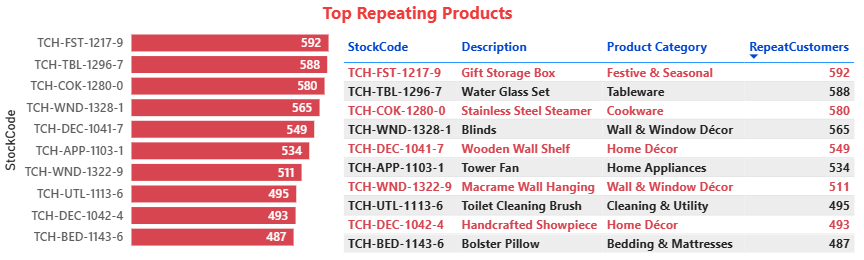 Top Repeating Products
StockCode
TCH-FST-1217-9 592
TCH-TBL-1296-7 588
TCH-COK-1280-0 580
TCH-WND-1328-1 565
TCH-DEC-1041-7 549
TCH-APP-1103-1 534
TCH-WND-1322-9 511
TCH-UTL-1113-6 495
TCH-DEC-1042-4 493
TCH-BED-1143-6 487
StockCode Description Product Category RepeatCustomers
TCH-FST-1217-9 Gift Storage Box Festive & Seasonal 592
TCH-TBL-1296-7 Water Glass Set Tableware 588
TCH-COK-1280-0 Stainless Steel Steamer Cookware 580
TCH-WND-1328-1 Blinds Wall & Window Décor 565
TCH-DEC-1041-7 Wooden Wall Shelf Home Décor 549
TCH-APP-1103-1 Tower Fan Home Appliances 534
TCH-WND-1322-9 Macrame Wall Hanging Wall & Window Décor 511
TCH-UTL-1113-6 Toilet Cleaning Brush Cleaning & Utility 495
TCH-DEC-1042-4 Handcrafted Showpiece Home Décor 493
TCH-BED-1143-6 Bolster Pillow Bedding & Mattresses 487